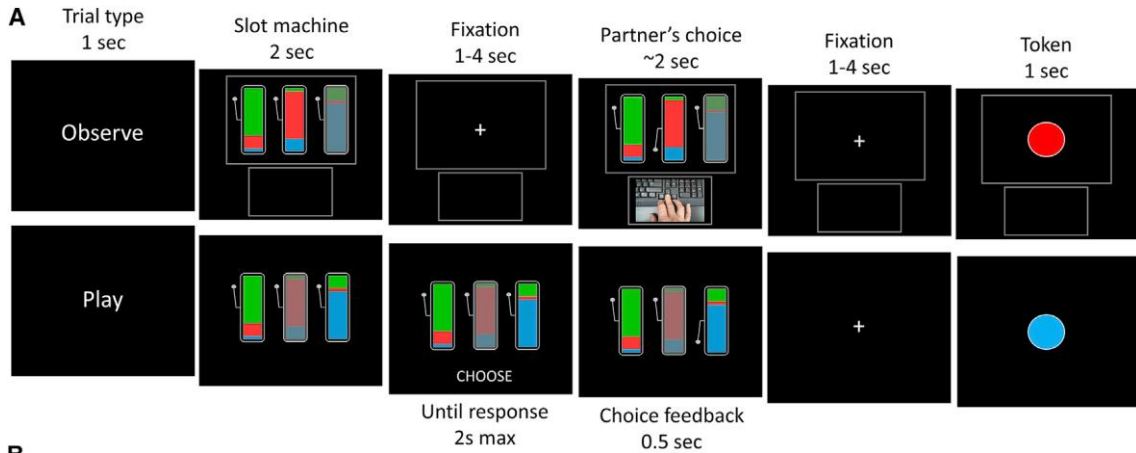 A
Trial type
1 sec
Slot machine
2 sec
Fixation
1-4 sec
Partner's choice
~2 sec
Fixation
1-4 sec
Token
1 sec
Observe
+
+
Play
CHOOSE
+
Until response
2s max
Choice feedback
0.5 sec